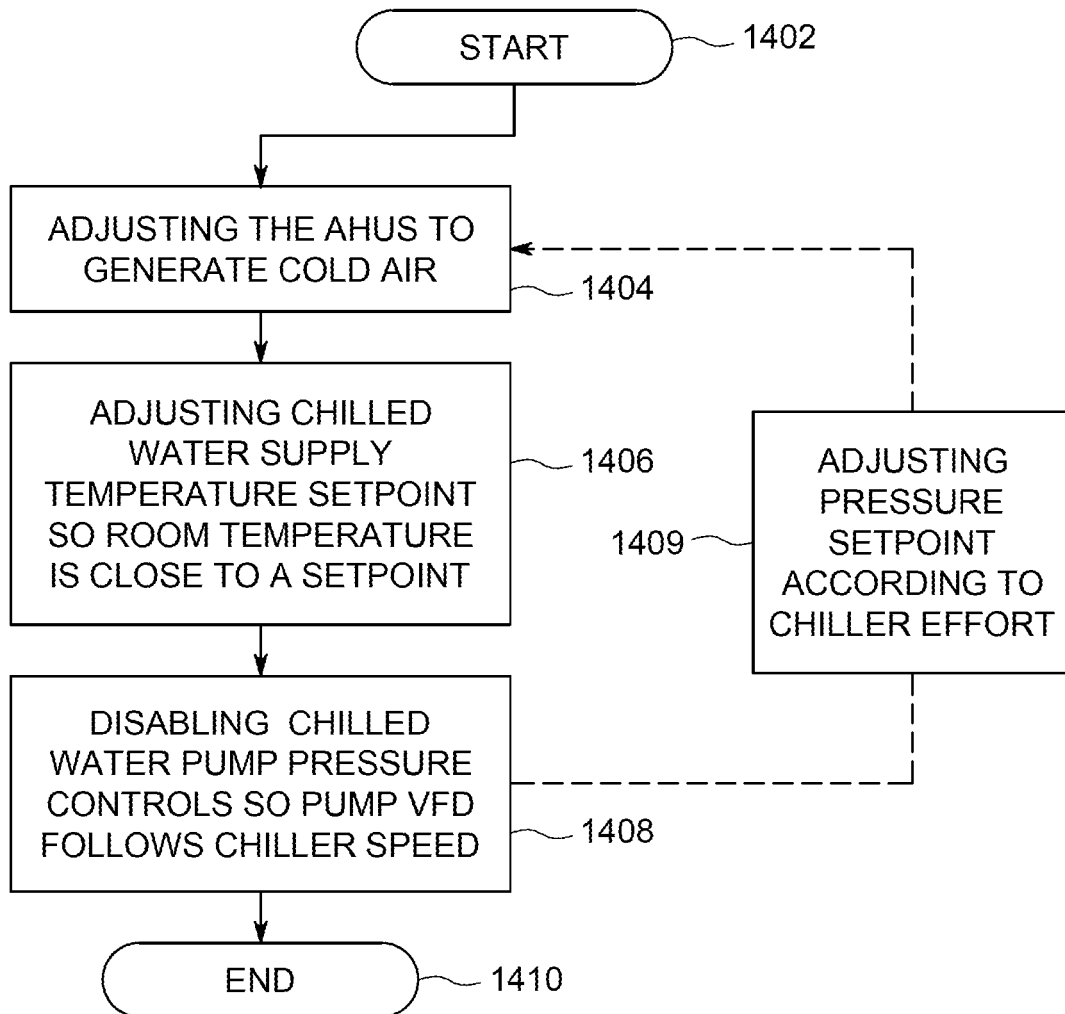 START
1402
ADJUSTING THE AHUS TO
GENERATE COLD AIR
1404
ADJUSTING CHILLED
WATER SUPPLY
TEMPERATURE SETPOINT
SO ROOM TEMPERATURE
IS CLOSE TO A SETPOINT
1406
ADJUSTING
PRESSURE
SETPOINT
ACCORDING TO
CHILLER EFFORT
1409
DISABLING CHILLED
WATER PUMP PRESSURE
CONTROLS SO PUMP VFD
FOLLOWS CHILLER SPEED
1408
END
1410